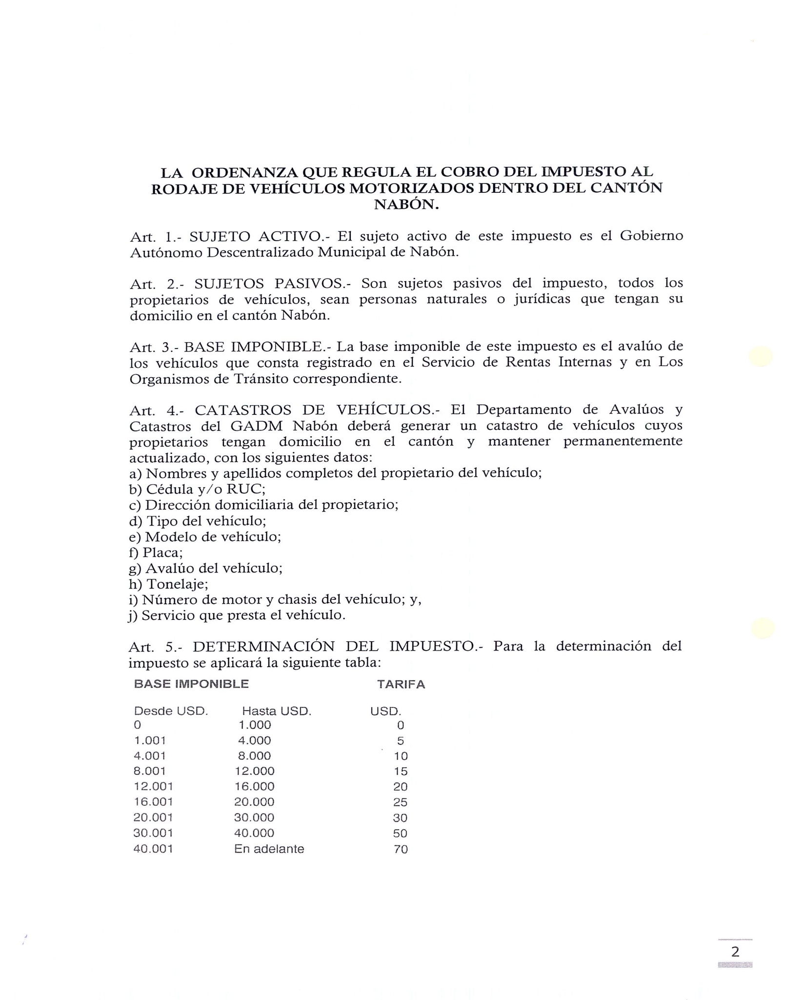 LA ORDENANZA QUE REGULA EL COBRO DEL IMPUESTO AL
RODAJE DE VEHÍCULOS MOTORIZADOS DENTRO DEL CANTÓN
NABÓN.
Art. 1.- SUJETO ACTIVO.- El sujeto activo de este impuesto es el Gobierno
Autónomo Descentralizado Municipal de Nabón.
Art. 2.- SUJETOS PASIVOS.- Son sujetos pasivos del impuesto, todos los
propietarios de vehículos, sean personas naturales o jurídicas que tengan su
domicilio en el cantón Nabón.
Art. 3.- BASE IMPONIBLE.- La base imponible de este impuesto es el avalúo de
los vehículos que consta registrado en el Servicio de Rentas Internas y en Los
Organismos de Tránsito correspondiente.
Art. 4.- CATASTROS DE VEHÍCULOS.- El Departamento de Avalúos y
Catastros del GADM Nabón deberá generar un catastro de vehículos cuyos
propietarios tengan domicilio en el cantón y mantener permanentemente
actualizado, con los siguientes datos:
a) Nombres y apellidos completos del propietario del vehículo;
b) Cédula y/o RUC;
c) Dirección domiciliaria del propietario;
d) Tipo del vehículo;
e) Modelo de vehículo;
f) Placa;
g) Avalúo del vehículo;
h) Tonelaje;
i) Número de motor y chasis del vehículo; y,
j) Servicio que presta el vehículo.
Art. 5.- DETERMINACIÓN DEL IMPUESTO.- Para la determinación del
impuesto se aplicará la siguiente tabla:
BASE IMPONIBLE TARIFA
Desde USD. Hasta USD. USD.
0 1.000 0
1.001 4.000 5
4.001 8.000 10
8.001 12.000 15
12.001 16.000 20
16.001 20.000 25
20.001 30.000 30
30.001 40.000 50
40.001 En adelante 70
2